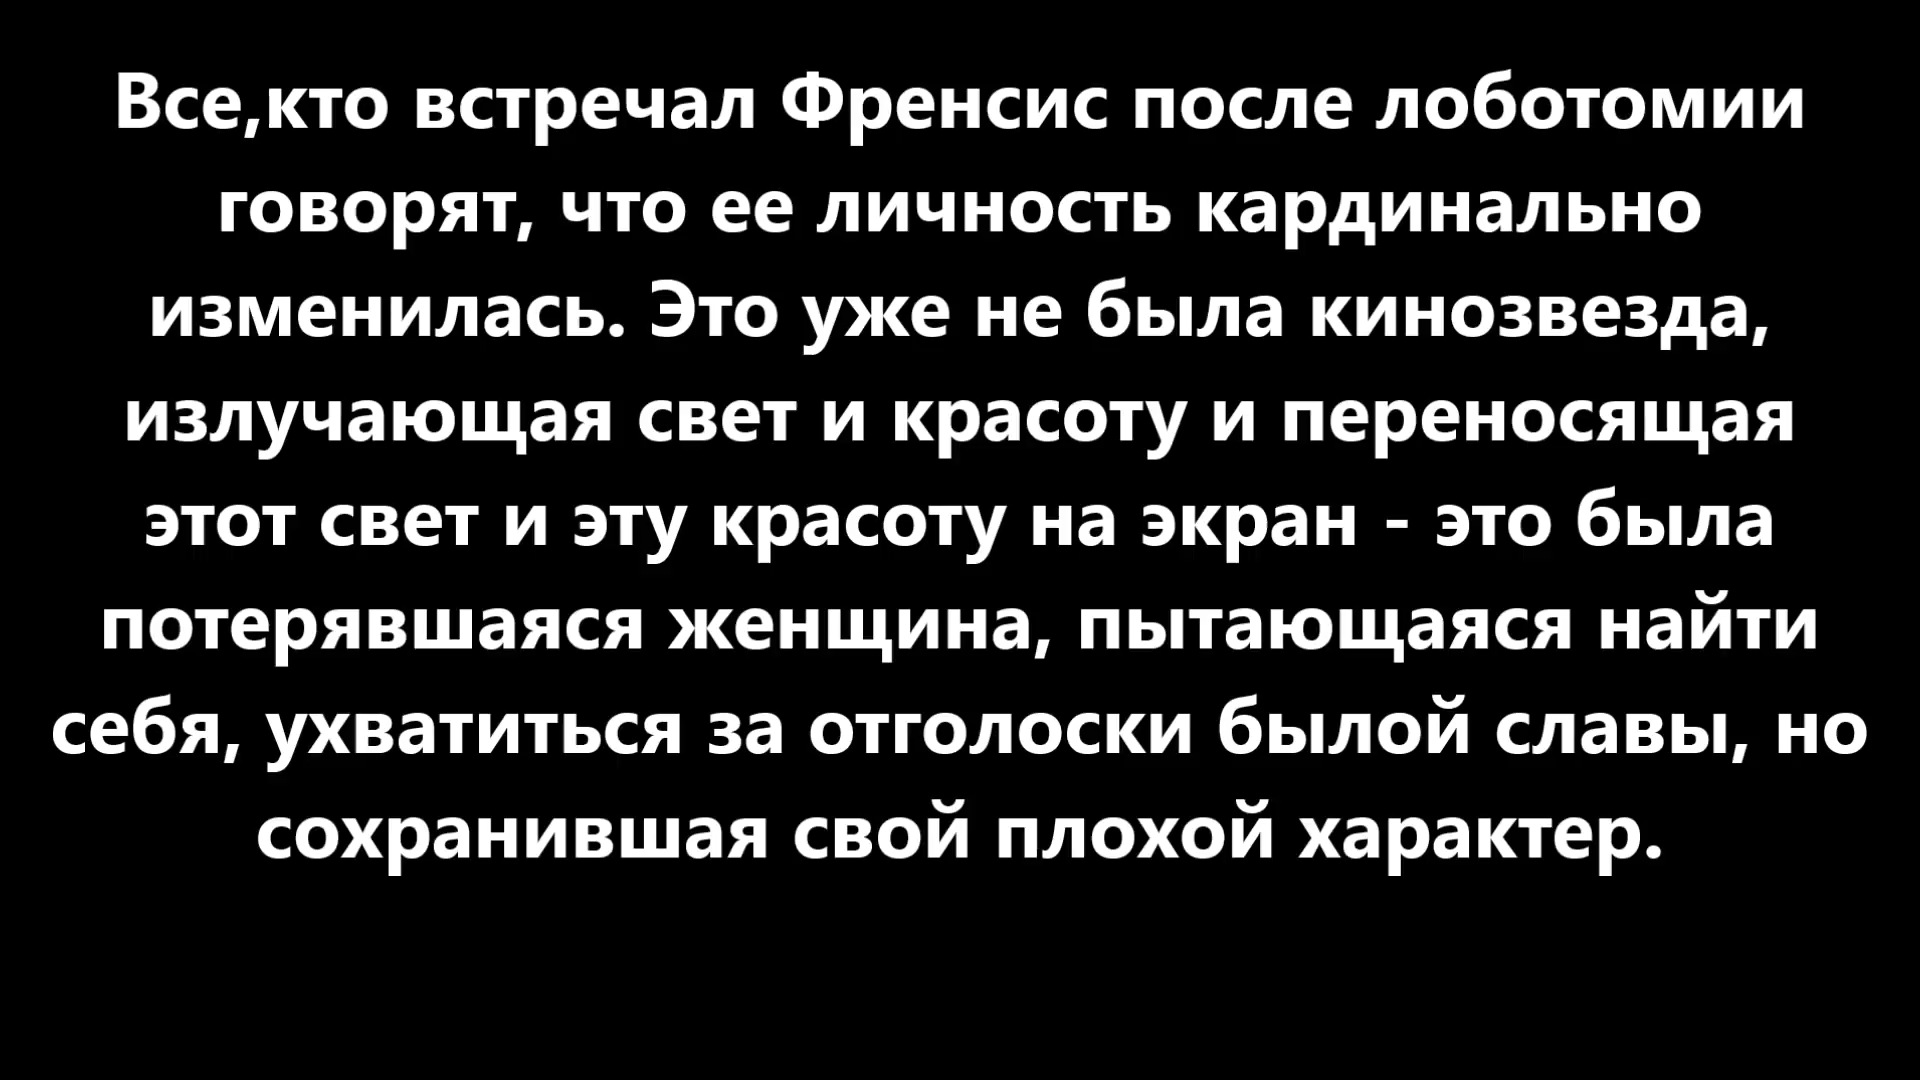 Все,кто встречал Френсис после лоботомии
говорят, что ее личность кардинально
изменилась. Это уже не была кинозвезда,
излучающая свет и красоту и переносящая
этот свет и эту красоту на экран - это была
потерявшаяся женщина, пытающаяся найти
себя, ухватиться за отголоски былой славы, но
сохранившая свой плохой характер.